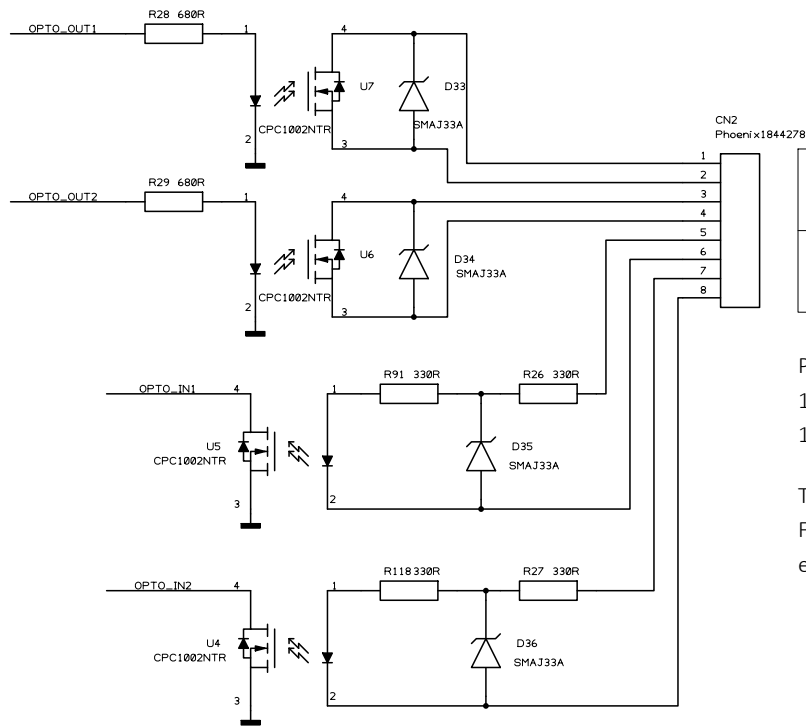 R28 680R
OPTO_OUT1
1
4
U7
D33
CPC1002NTR
SMAJ33A
2
3
CN2
Phoenix1844278
1
2
3
4
5
6
7
8
R29 680R
OPTO_OUT2
1
4
U6
D34
SMAJ33A
CPC1002NTR
2
3
R91 330R
R26 330R
OPTO_IN1
4
1
U5
CPC1002NTR
D35
SMAJ33A
3
2
R118 330R
R27 330R
OPTO_IN2
4
1
U4
CPC1002NTR
D36
SMAJ33A
3
2
P
1
1
T
F
e